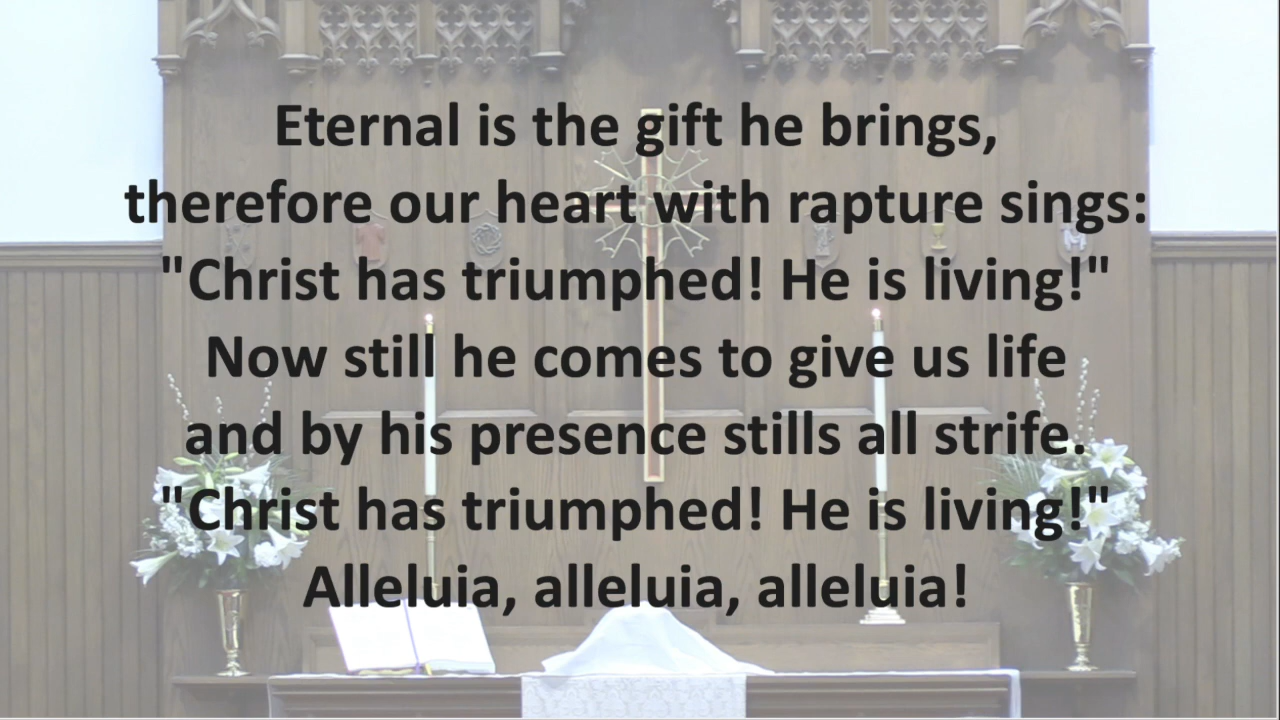 Eternal is the gift he brings,
therefore our heart with rapture sings:
"Christ has triumphed! He is living!"
Now still he comes to give us life
and by his presence stills all strife.
"Christ has triumphed! He is living!"
Alleluia, alleluia, alleluia!